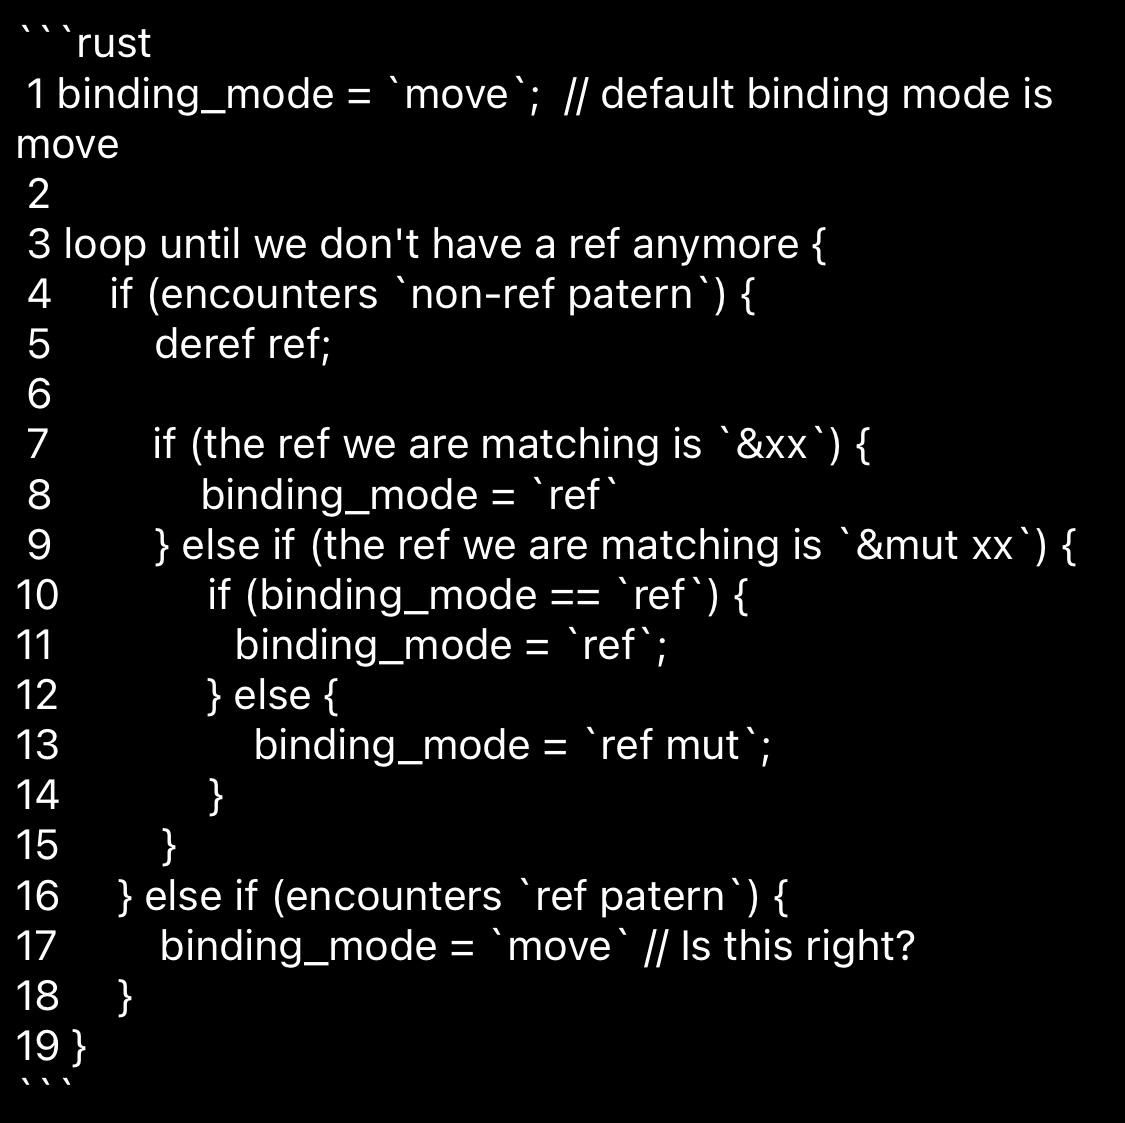 ```rust
 1 binding_mode = `move`;  // default binding mode is
move
 2
 3 loop until we don't have a ref anymore {
 4     if (encounters `non-ref patern`) {
 5         deref ref;
 6
 7         if (the ref we are matching is `&xx`) {
 8             binding_mode = `ref`
 9         } else if (the ref we are matching is `&mut xx`) {
10             if (binding_mode == `ref`) {
11               binding_mode = `ref`;
12             } else {
13                 binding_mode = `ref mut`;
14             }
15         }
16     } else if (encounters `ref patern`) {
17         binding_mode = `move` // Is this right?
18     }
19 }
```